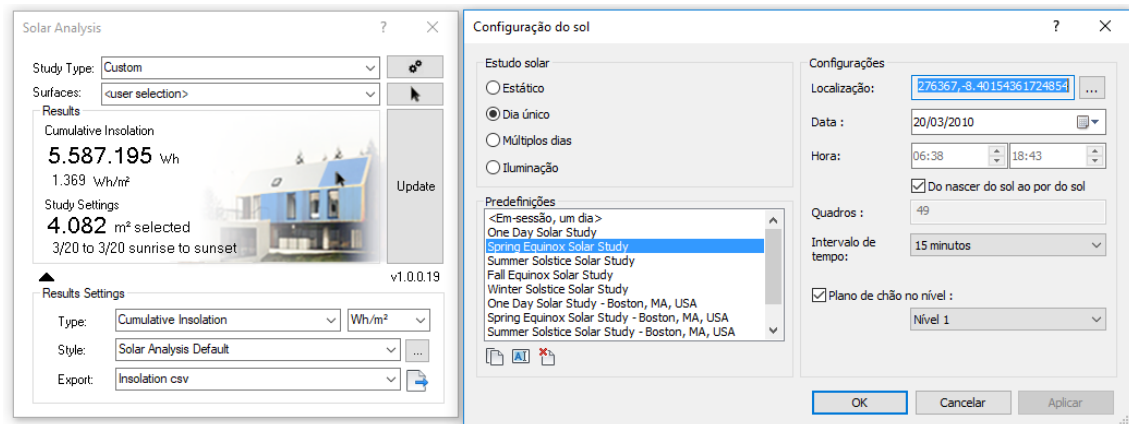 Solar Analysis
Study Type: Custom
Surfaces: <user selection>
Results
Cumulative Insolation
5.587.195 Wh
1.369 Wh/m²
Study Settings
4.082 m² selected
3/20 to 3/20 sunrise to sunset
Update
v1.0.0.19
Results Settings
Type: Cumulative Insolation Wh/m²
Style: Solar Analysis Default ...
Export: Insolation csv
Configuração do sol
Estudo solar
Estático
Dia único
Múltiplos dias
Iluminação
Predefinições
<Em-sessão, um dia>
One Day Solar Study
Spring Equinox Solar Study
Summer Solstice Solar Study
Fall Equinox Solar Study
Winter Solstice Solar Study
One Day Solar Study - Boston, MA, USA
Spring Equinox Solar Study - Boston, MA, USA
Summer Solstice Solar Study - Boston, MA, USA
Configurações
Localização: 276367,-8.40154361724854 ...
Data : 20/03/2010
Hora: 06:38 18:43
Do nascer do sol ao por do sol
Quadros : 49
Intervalo de
tempo: 15 minutos
Plano de chão no nível :
Nível 1
OK Cancelar Aplicar